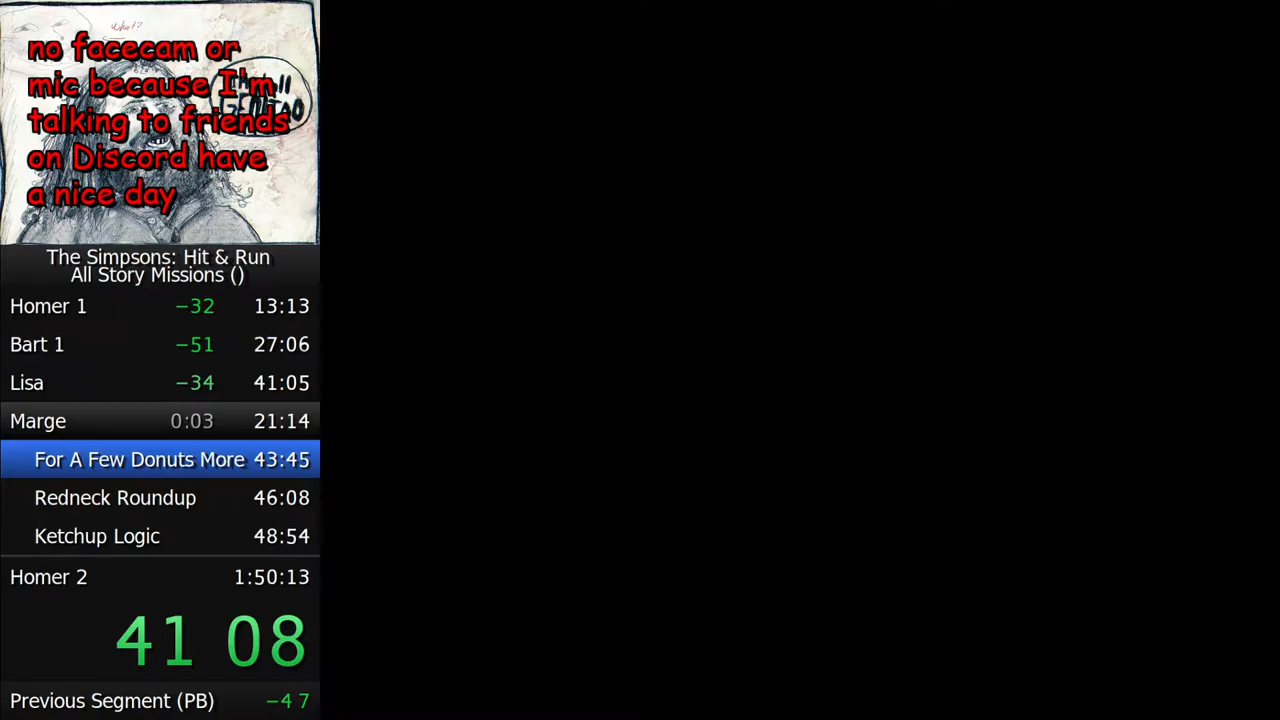 What?
no facecam or
mic because I'm
talking to friends
on Discord have
a nice day
The Simpsons: Hit & Run
All Story Missions ()
Homer 1 −32 13:13
Bart 1 −51 27:06
Lisa −34 41:05
Marge 0:03 21:14
For A Few Donuts More 43:45
Redneck Roundup 46:08
Ketchup Logic 48:54
Homer 2 1:50:13
41 08
Previous Segment (PB) −4 7